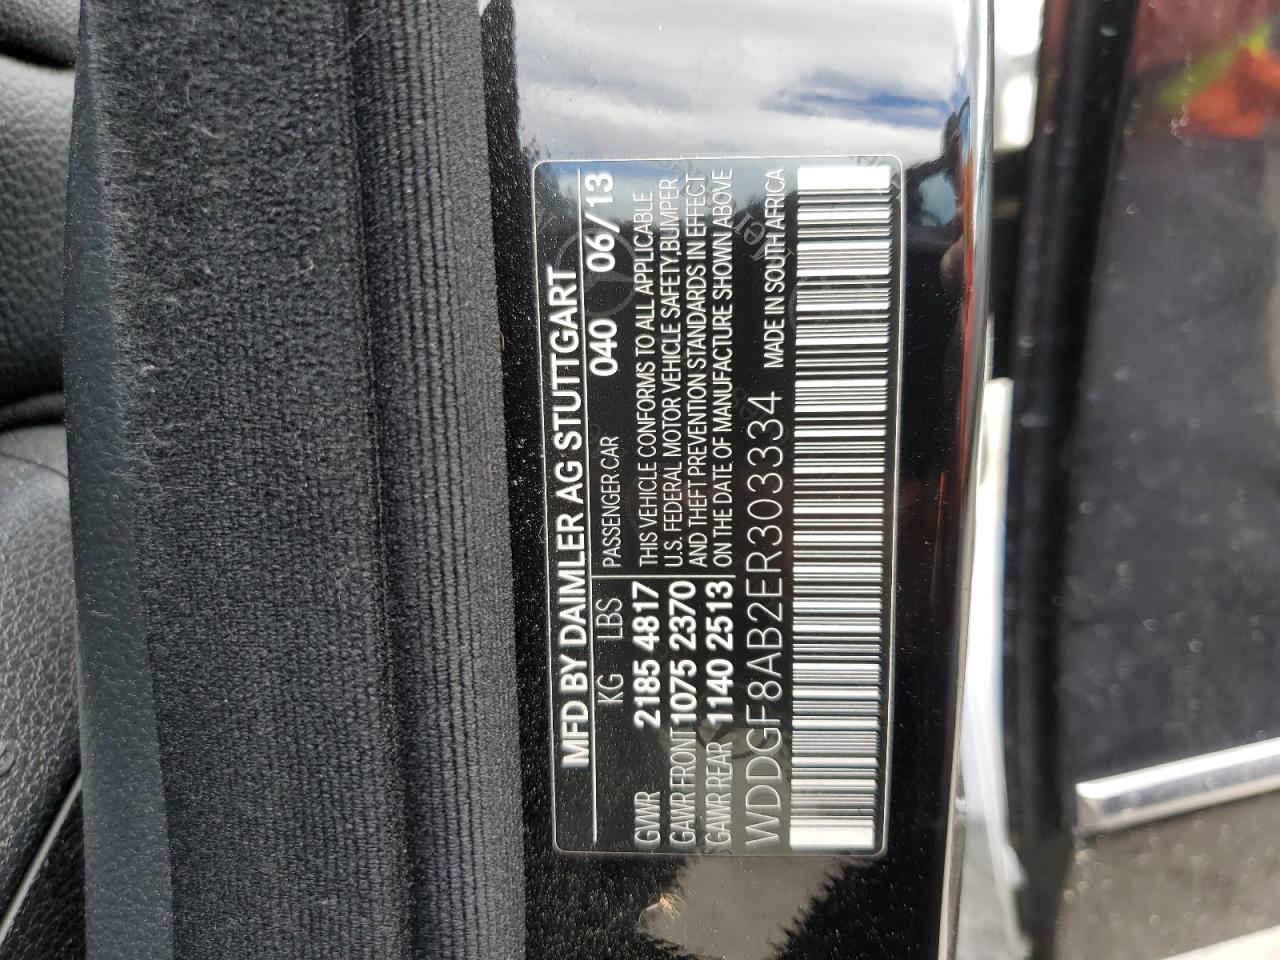 MFD BY DAIMLER AG STUTTGART
KG LBS PASSENGER CAR 040 06/13
GVWR 2185 4817 THIS VEHICLE CONFORMS TO ALL APPLICABLE
GAWR FRONT 1075 2370 U.S. FEDERAL MOTOR VEHICLE SAFETY,BUMPER,
GAWR REAR 1140 2513 AND THEFT PREVENTION STANDARDS IN EFFECT
ON THE DATE OF MANUFACTURE SHOWN ABOVE
WDDGF8AB2ER303334 MADE IN SOUTH AFRICA